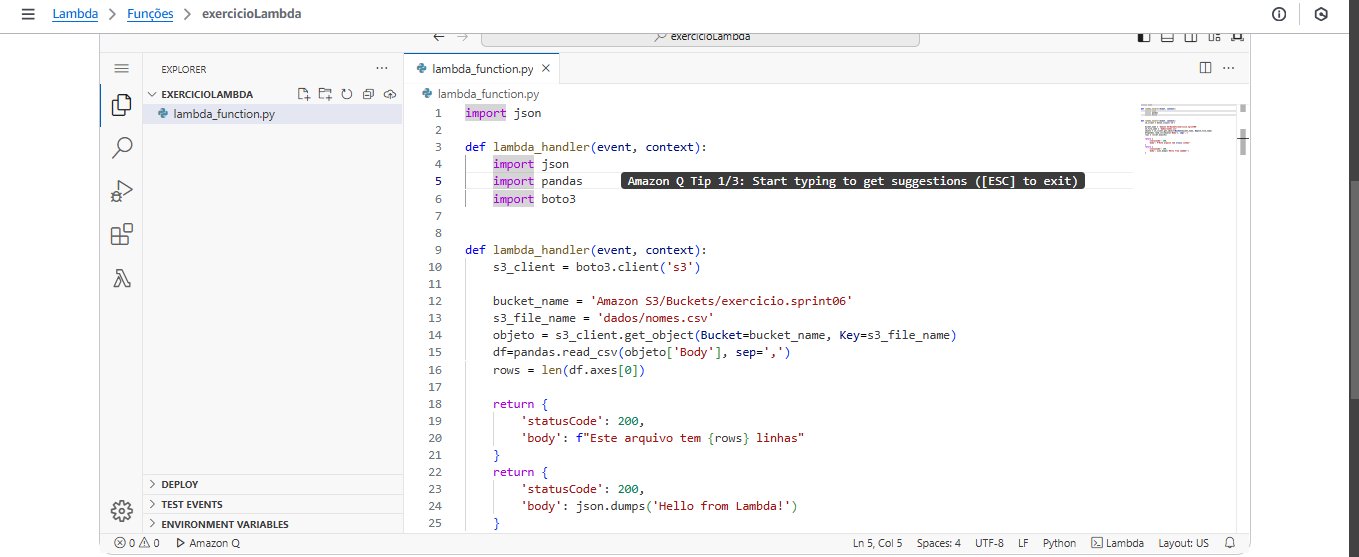 Lambda > Funções > exercicioLambda
exercicioLambda
EXPLORER ···
lambda_function.py ×
EXERCICIOLAMBDA
lambda_function.py
lambda_function.py
1 import json
2
3 def lambda_handler(event, context):
4 import json
5 import pandas Amazon Q Tip 1/3: Start typing to get suggestions ([ESC] to exit)
6 import boto3
7
8
9 def lambda_handler(event, context):
10 s3_client = boto3.client('s3')
11
12 bucket_name = 'Amazon S3/Buckets/exercicio.sprint06'
13 s3_file_name = 'dados/nomes.csv'
14 objeto = s3_client.get_object(Bucket=bucket_name, Key=s3_file_name)
15 df=pandas.read_csv(objeto['Body'], sep=',')
16 rows = len(df.axes[0])
17
18 return {
19 'statusCode': 200,
20 'body': f"Este arquivo tem {rows} linhas"
21 }
22 return {
23 'statusCode': 200,
24 'body': json.dumps('Hello from Lambda!')
25 }
DEPLOY
TEST EVENTS
ENVIRONMENT VARIABLES
0 0 Amazon Q Ln 5, Col 5 Spaces: 4 UTF-8 LF Python Lambda Layout: US